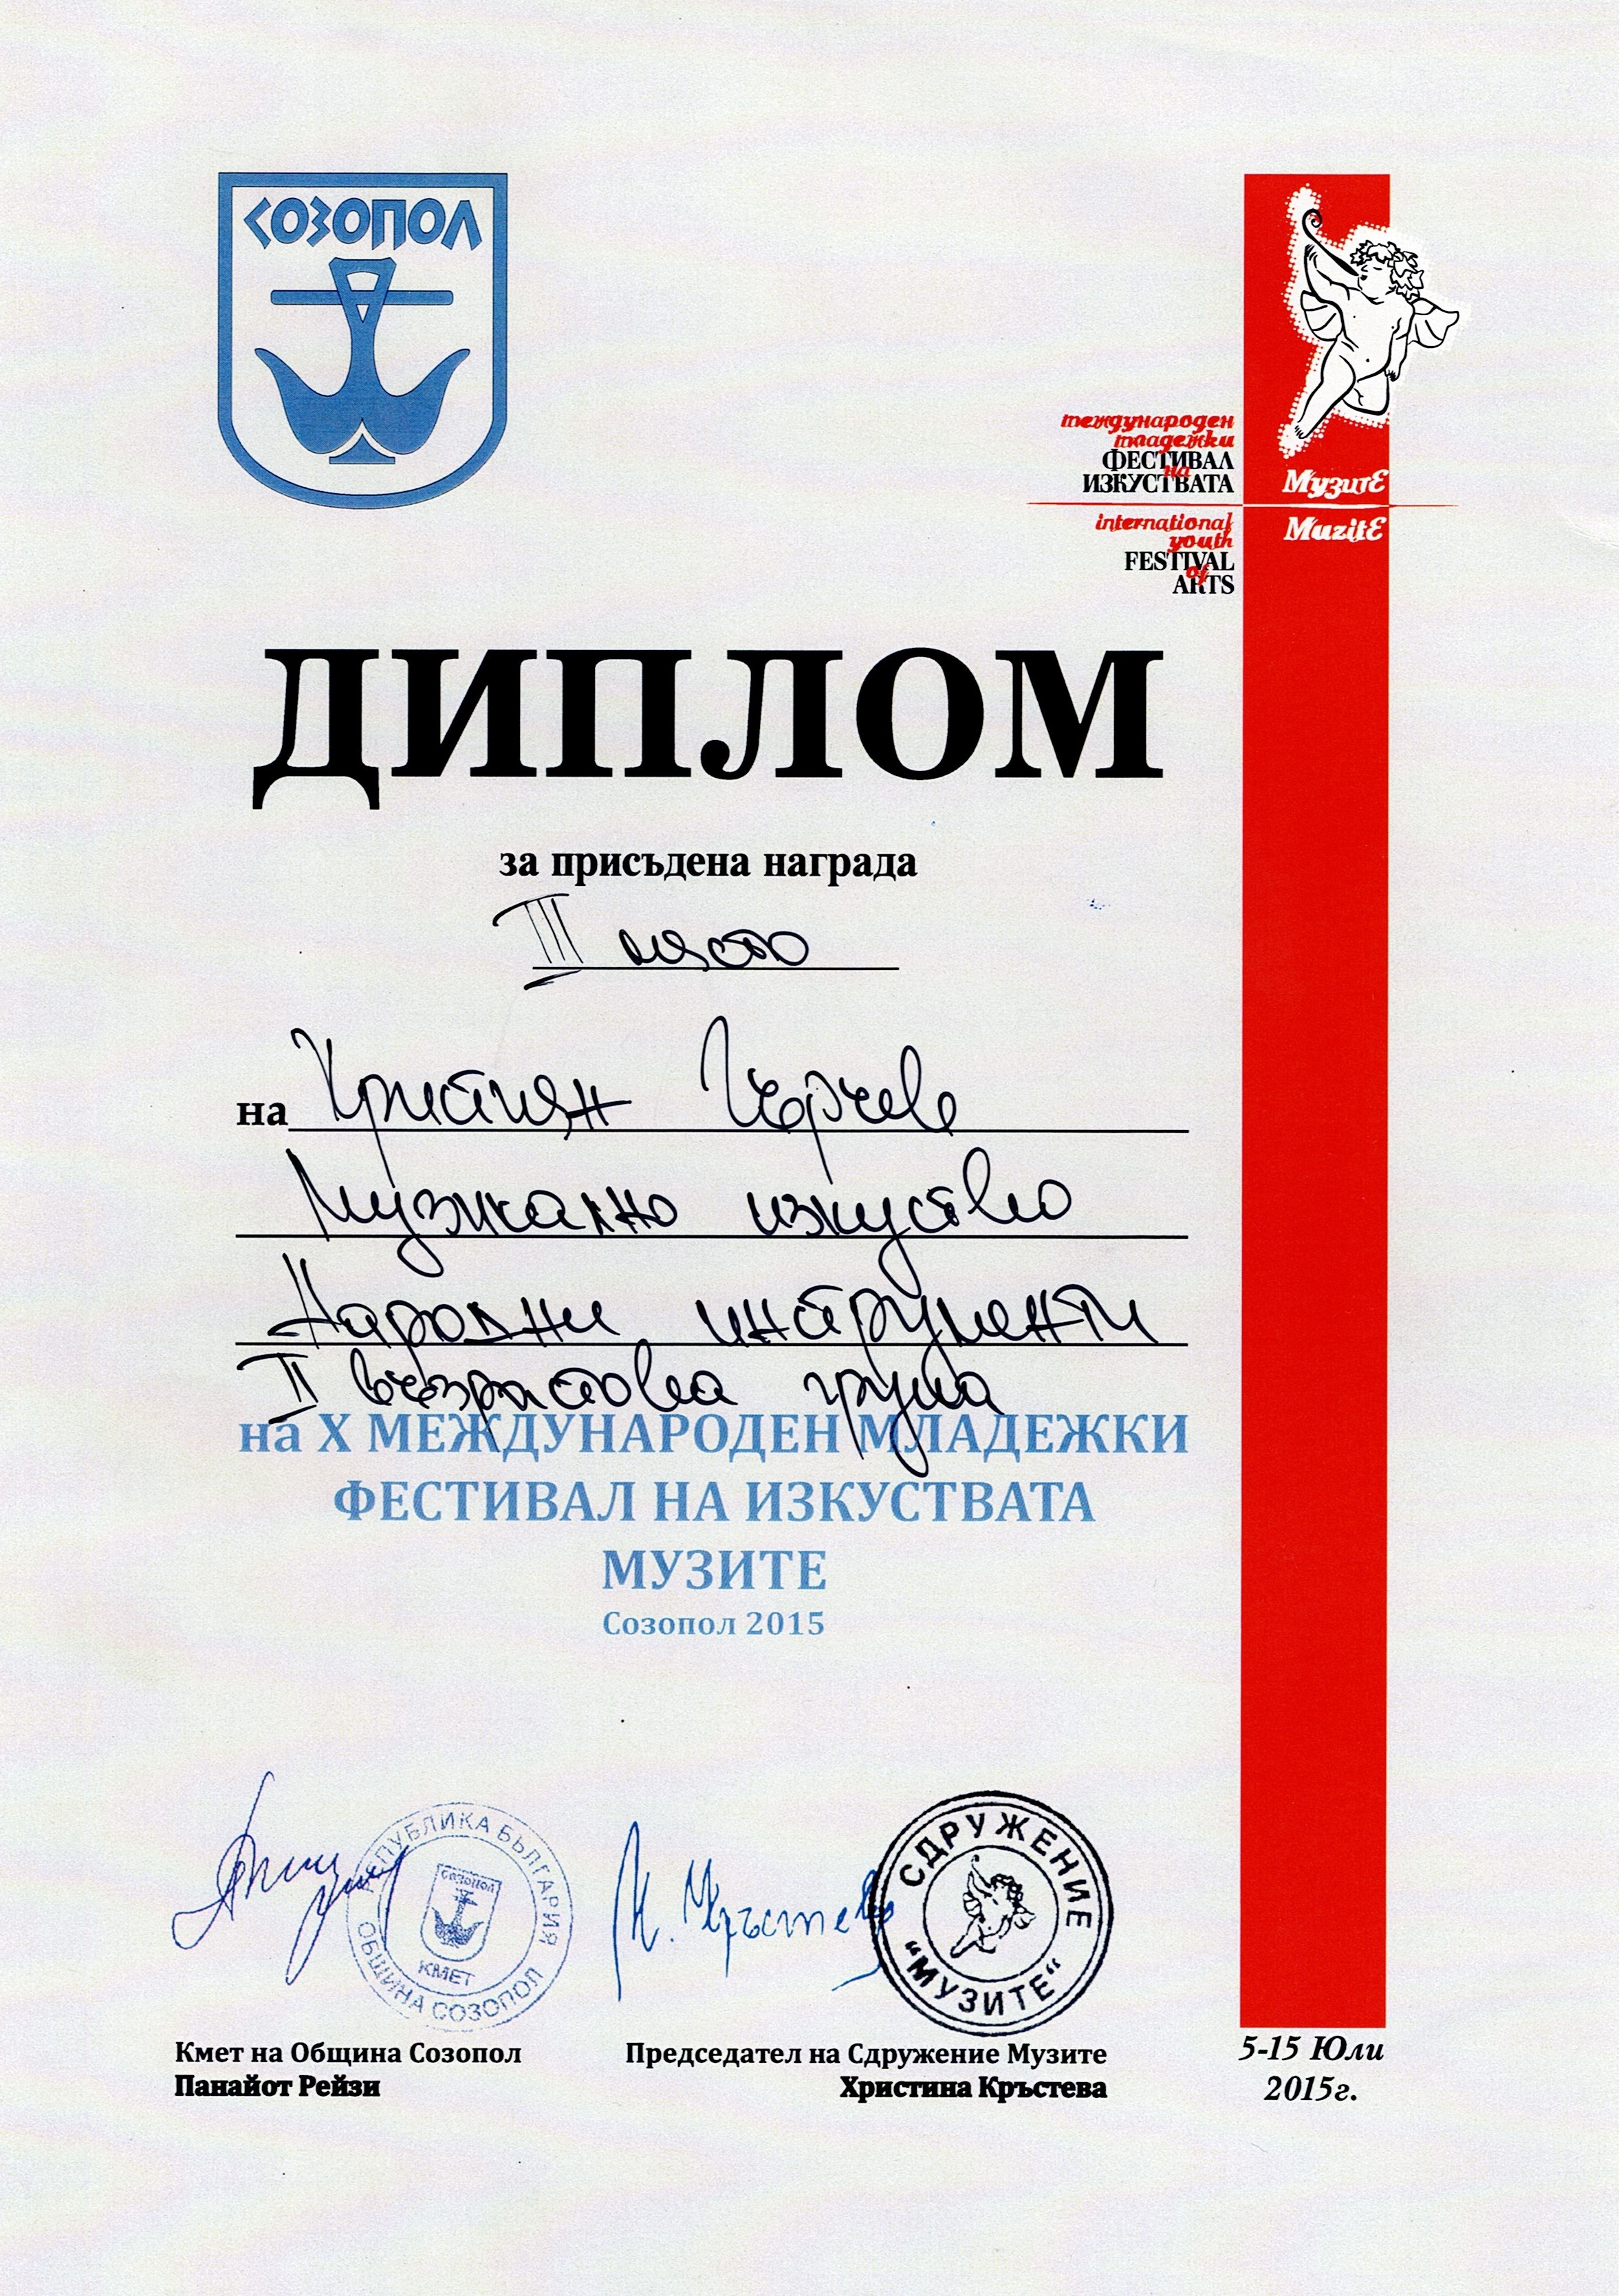 СОЗОПОЛ
международен
младежки
ФЕСТИВАЛ
на
ИЗКУСТВАТА
МузитЕ
international
youth
FESTIVAL
of
ARTS
MuzitE
ДИПЛОМ
за присъдена награда
III място
на Християн Гърчев
Музикално изкуство
Народни инструменти
II възрастова група
на X МЕЖДУНАРОДЕН МЛАДЕЖКИ
ФЕСТИВАЛ НА ИЗКУСТВАТА
МУЗИТЕ
Созопол 2015
РЕПУБЛИКА БЪЛГАРИЯ
СОЗОПОЛ
КМЕТ
ОБЩИНА СОЗОПОЛ
Х. Кръстева
СДРУЖЕНИЕ
“МУЗИТЕ“
Кмет на Община Созопол
Панайот Рейзи
Председател на Сдружение Музите
Христина Кръстева
5-15 Юли
2015г.